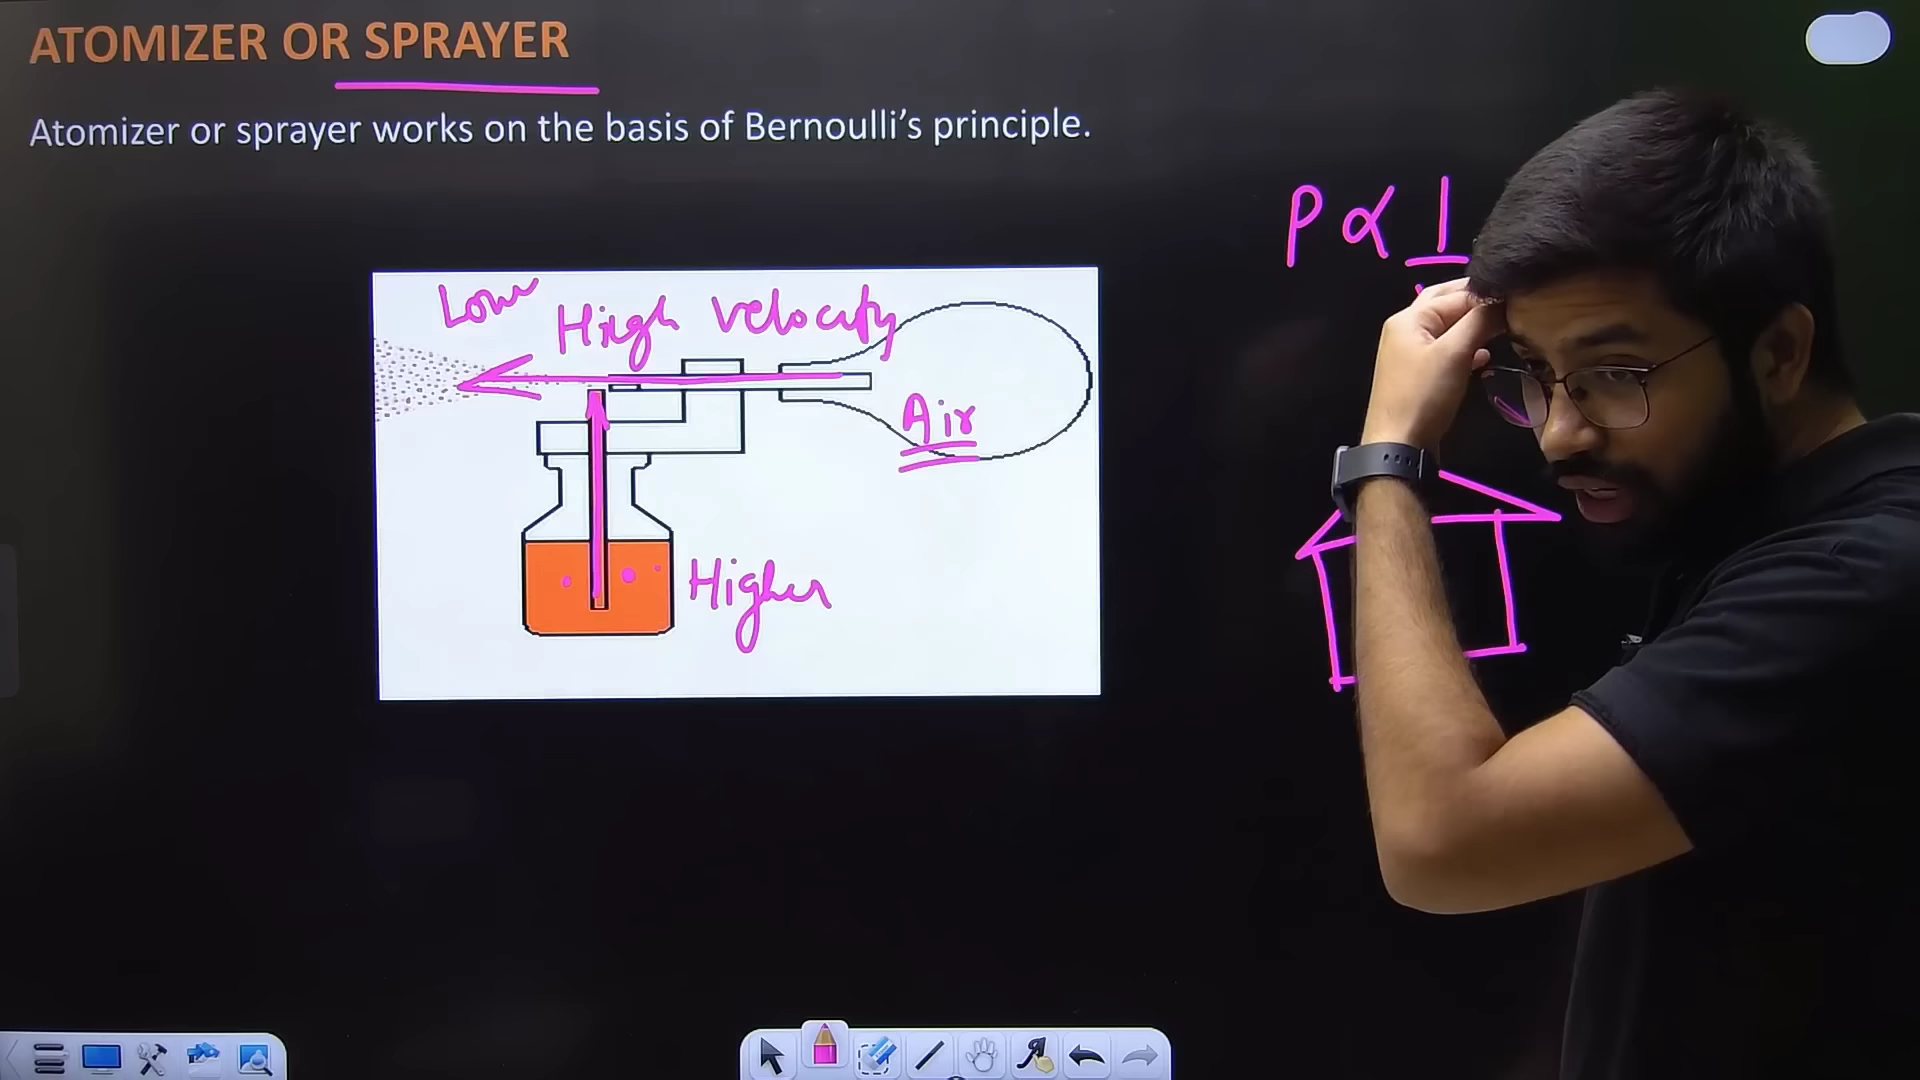 ATOMIZER OR SPRAYER
Atomizer or sprayer works on the basis of Bernoulli's principle.
P ∝ 1
Low
High velocity
Air
Higher